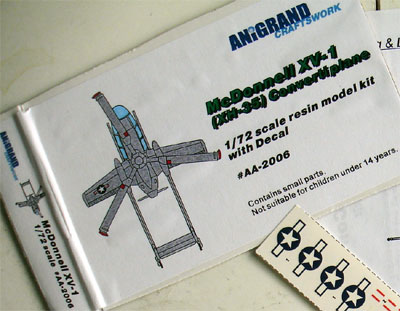 ANIGRAND
CRAFTSWORK
McDonnell XV-1
(XH-35) Convertiplane
1/72 scale resin model kit
with Decal
#AA-2006
Contains small parts.
Not suitable for children under 14 years.
ANIGRAND
CRAFTSWORK
McDonnell XV-1
1/72 scale #AA-2006